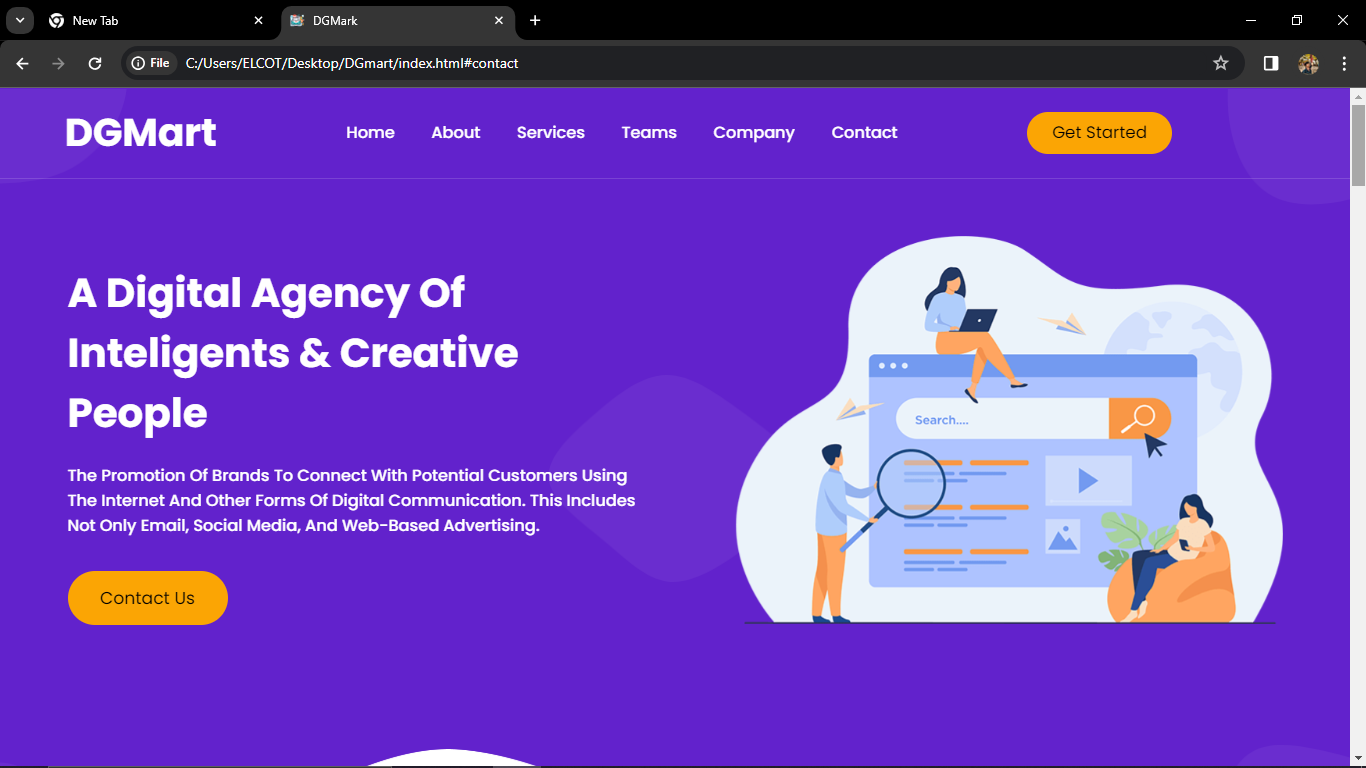 New Tab
DGMark
File
C:/Users/ELCOT/Desktop/DGmart/index.html#contact
DGMart
Home
About
Services
Teams
Company
Contact
Get Started
A Digital Agency Of
Inteligents & Creative
People
The Promotion Of Brands To Connect With Potential Customers Using
The Internet And Other Forms Of Digital Communication. This Includes
Not Only Email, Social Media, And Web-Based Advertising.
Contact Us
Search....